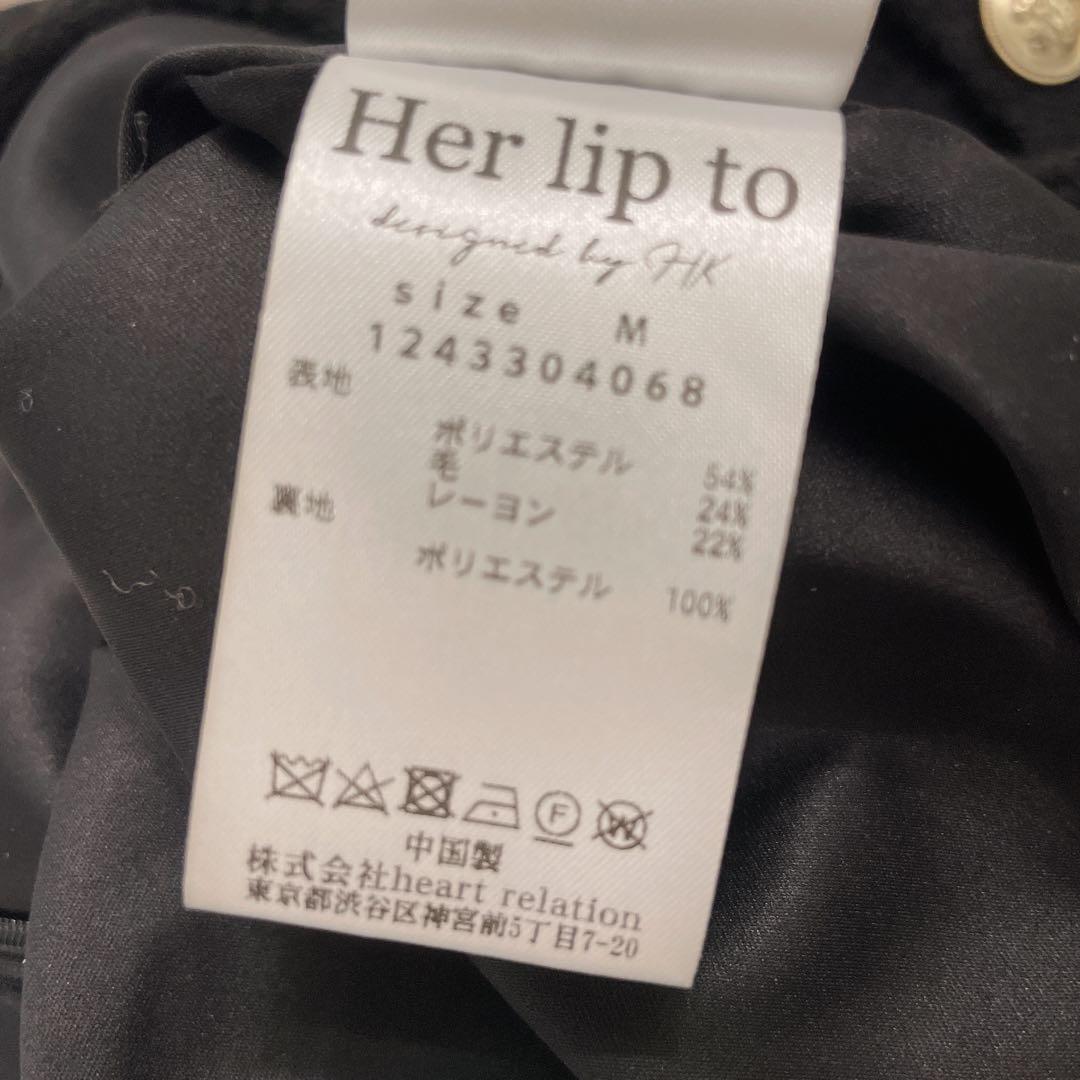 Her lip to
designed by HK
size M
1243304068
表地
ポリエステル 54%
毛 24%
レーヨン 22%
裏地
ポリエステル 100%
F
W
中国製
株式会社heart relation
東京都渋谷区神宮前5丁目7-20